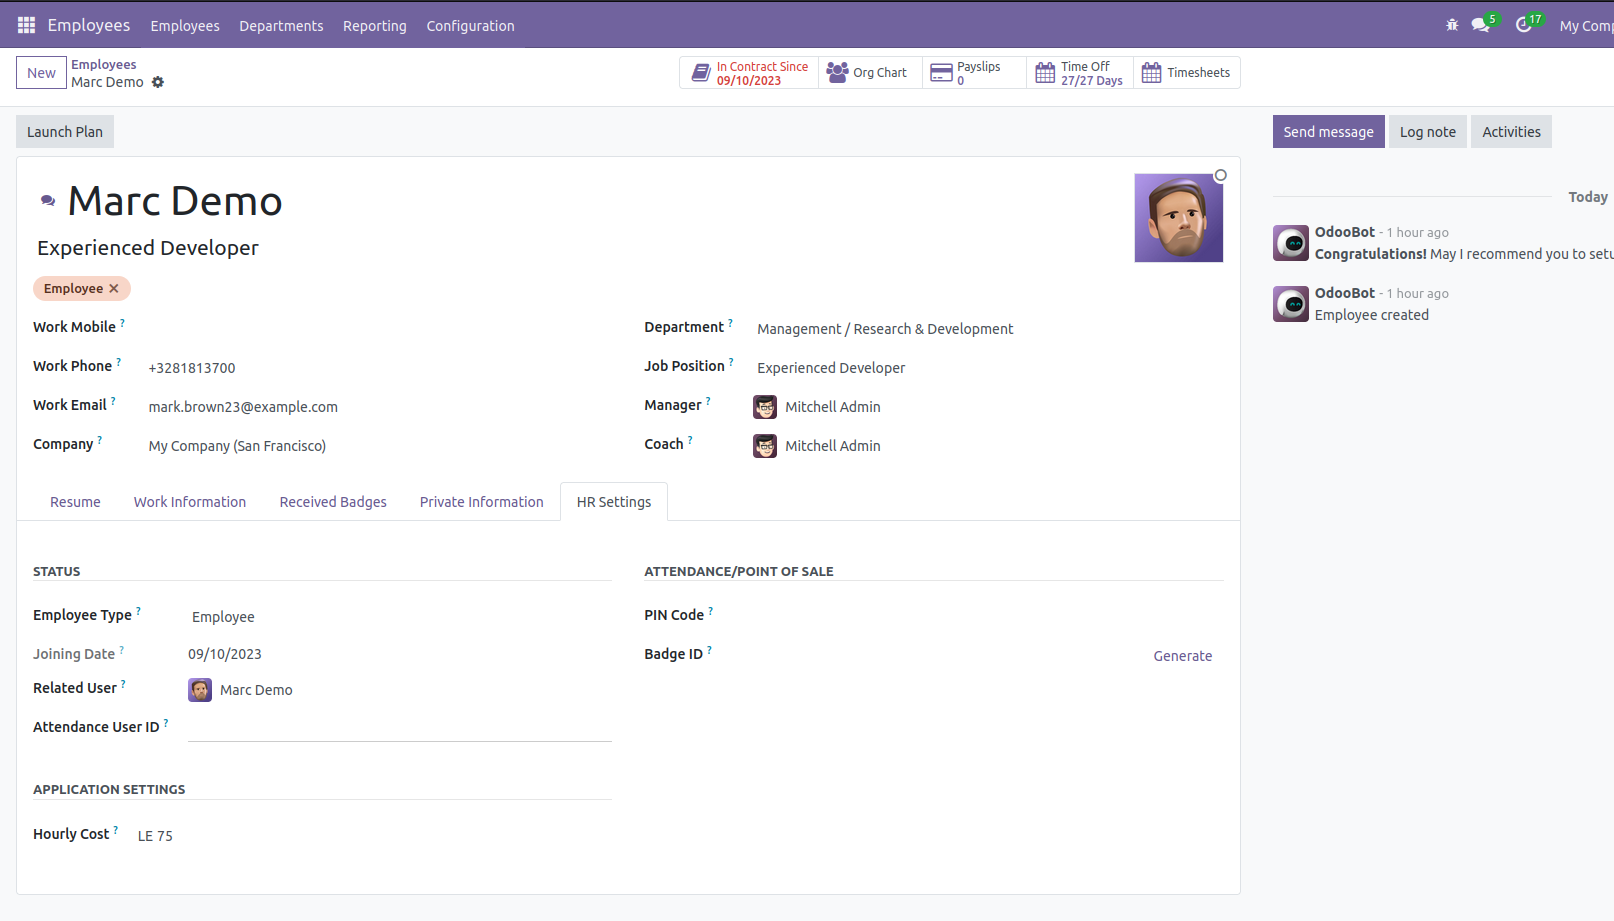 Employees Employees Departments Reporting Configuration 5 17 My Comp
New Employees
Marc Demo
In Contract Since
09/10/2023
Org Chart
Payslips
0
Time Off
27/27 Days
Timesheets
Launch Plan
Send message Log note Activities
Marc Demo
Experienced Developer
Employee
Work Mobile ?
Work Phone ? +3281813700
Work Email ? mark.brown23@example.com
Company ? My Company (San Francisco)
Department ? Management / Research & Development
Job Position ? Experienced Developer
Manager ? Mitchell Admin
Coach ? Mitchell Admin
Resume Work Information Received Badges Private Information HR Settings
STATUS
Employee Type ? Employee
Joining Date ? 09/10/2023
Related User ? Marc Demo
Attendance User ID ?
ATTENDANCE/POINT OF SALE
PIN Code ?
Badge ID ? Generate
APPLICATION SETTINGS
Hourly Cost ? LE 75
Today
OdooBot - 1 hour ago
Congratulations! May I recommend you to setu
OdooBot - 1 hour ago
Employee created